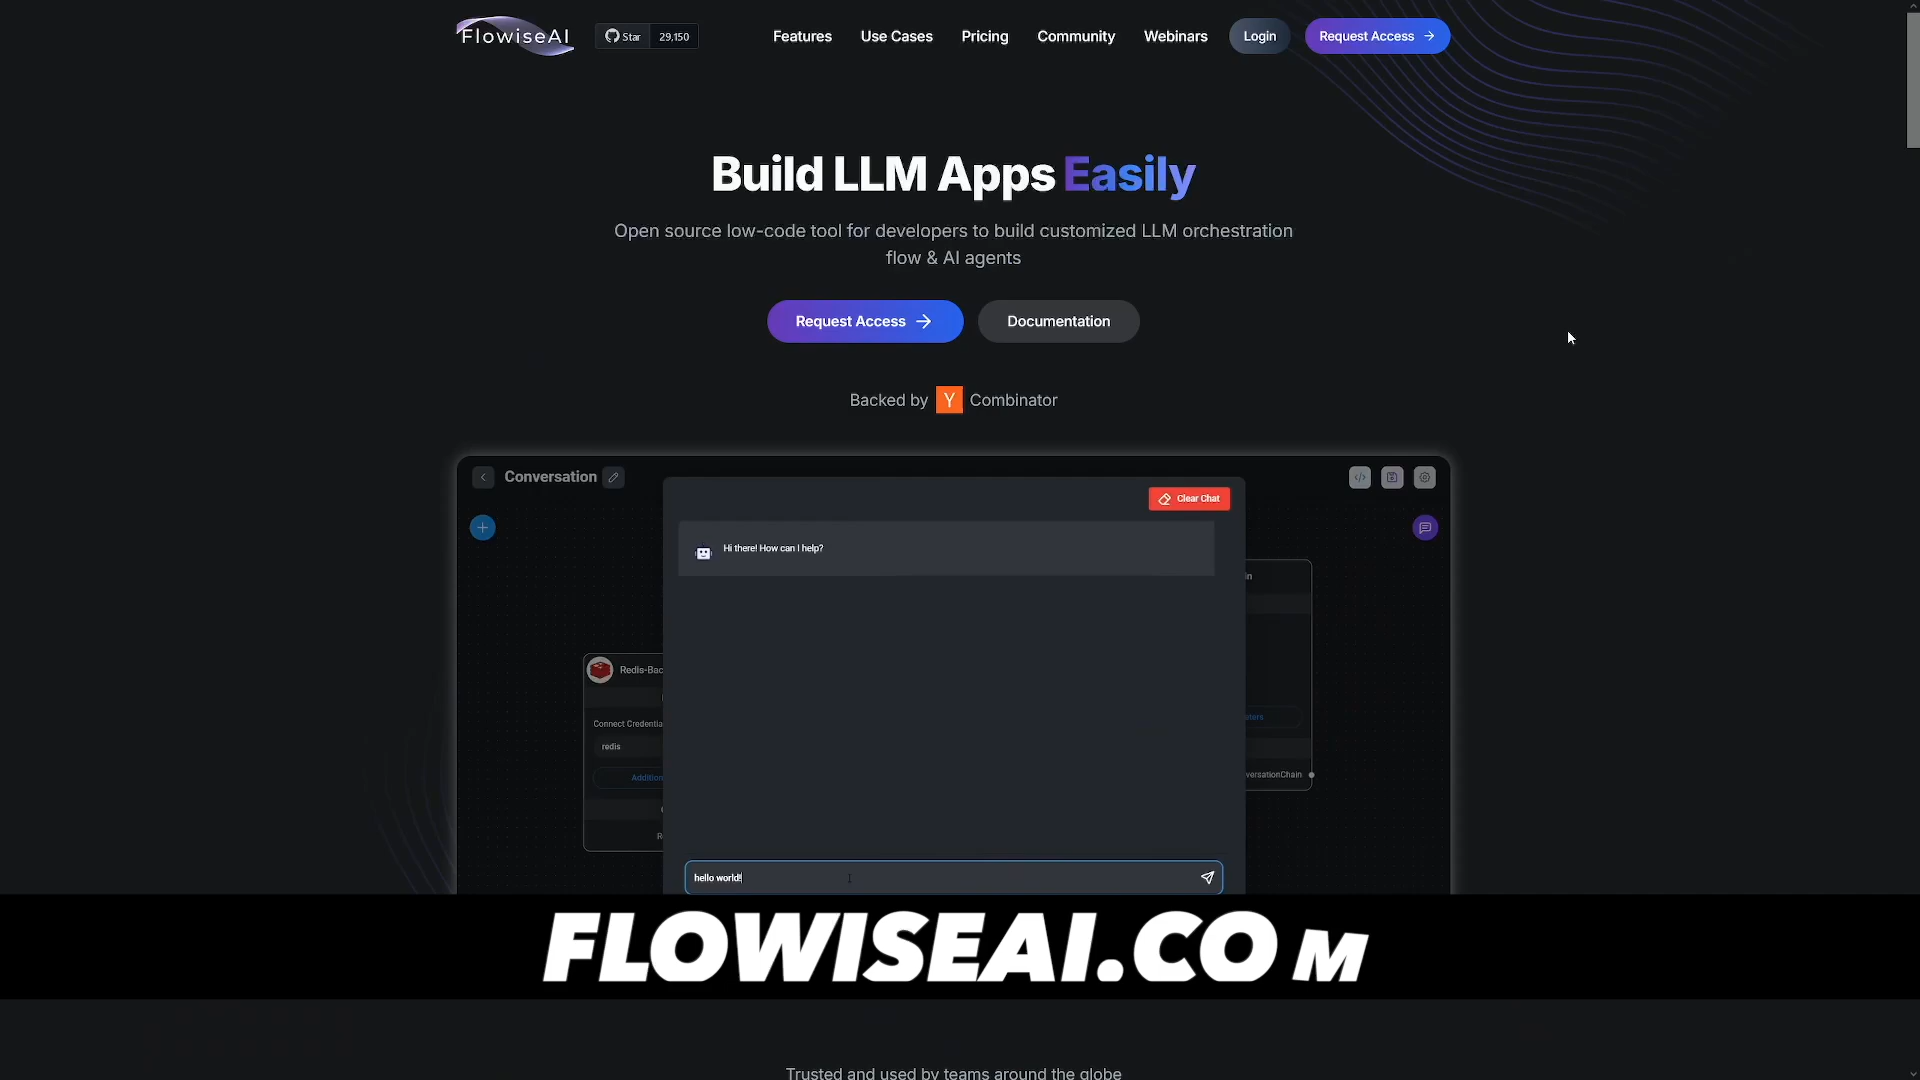 FlowiseAI
Star 29,150
Features Use Cases Pricing Community Webinars Login Request Access
Build LLM Apps Easily
Open source low-code tool for developers to build customized LLM orchestration
flow & AI agents
Request Access
Documentation
Backed by Y Combinator
Conversation
Clear Chat
Hi there! How can I help?
in
Redis-Bac
Connect Credentia
redis
Addition
eters
versationChain
hello world!
FLOWISEAI.COM
Trusted and used by teams around the globe